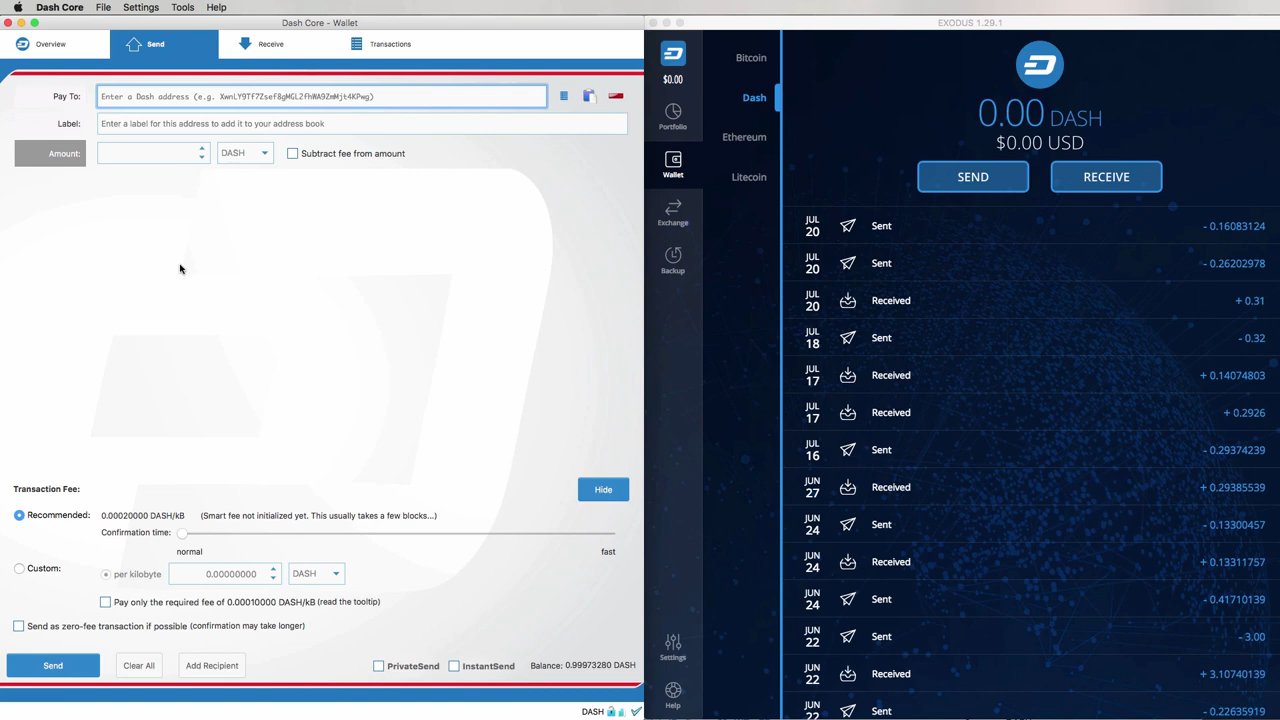 Dash Core File Settings Tools Help
Dash Core - Wallet
Overview Send Receive Transactions
Pay To: Enter a Dash address (e.g. XwnLY9Tf7Zsef8gMGL2fhWA9ZmMjt4KPwg)
Label: Enter a label for this address to add it to your address book
Amount: DASH Subtract fee from amount
Transaction Fee: Hide
Recommended: 0.00020000 DASH/kB (Smart fee not initialized yet. This usually takes a few blocks...)
Confirmation time:
normal fast
Custom: per kilobyte 0.00000000 DASH
Pay only the required fee of 0.00010000 DASH/kB (read the tooltip)
Send as zero-fee transaction if possible (confirmation may take longer)
Send Clear All Add Recipient PrivateSend InstantSend Balance: 0.99973280 DASH
DASH
EXODUS 1.29.1
$0.00
Portfolio
Wallet
Exchange
Backup
Settings
Help
Bitcoin
Dash
Ethereum
Litecoin
0.00 DASH
$0.00 USD
SEND RECEIVE
JUL 20 Sent - 0.16083124
JUL 20 Sent - 0.26202978
JUL 20 Received + 0.31
JUL 18 Sent - 0.32
JUL 17 Received + 0.14074803
JUL 17 Received + 0.2926
JUL 16 Sent - 0.29374239
JUN 27 Received + 0.29385539
JUN 24 Sent - 0.13300457
JUN 24 Received + 0.13311757
JUN 24 Sent - 0.41710139
JUN 22 Sent - 3.00
JUN 22 Received + 3.10740139
JUN 22 Sent - 0.22635919